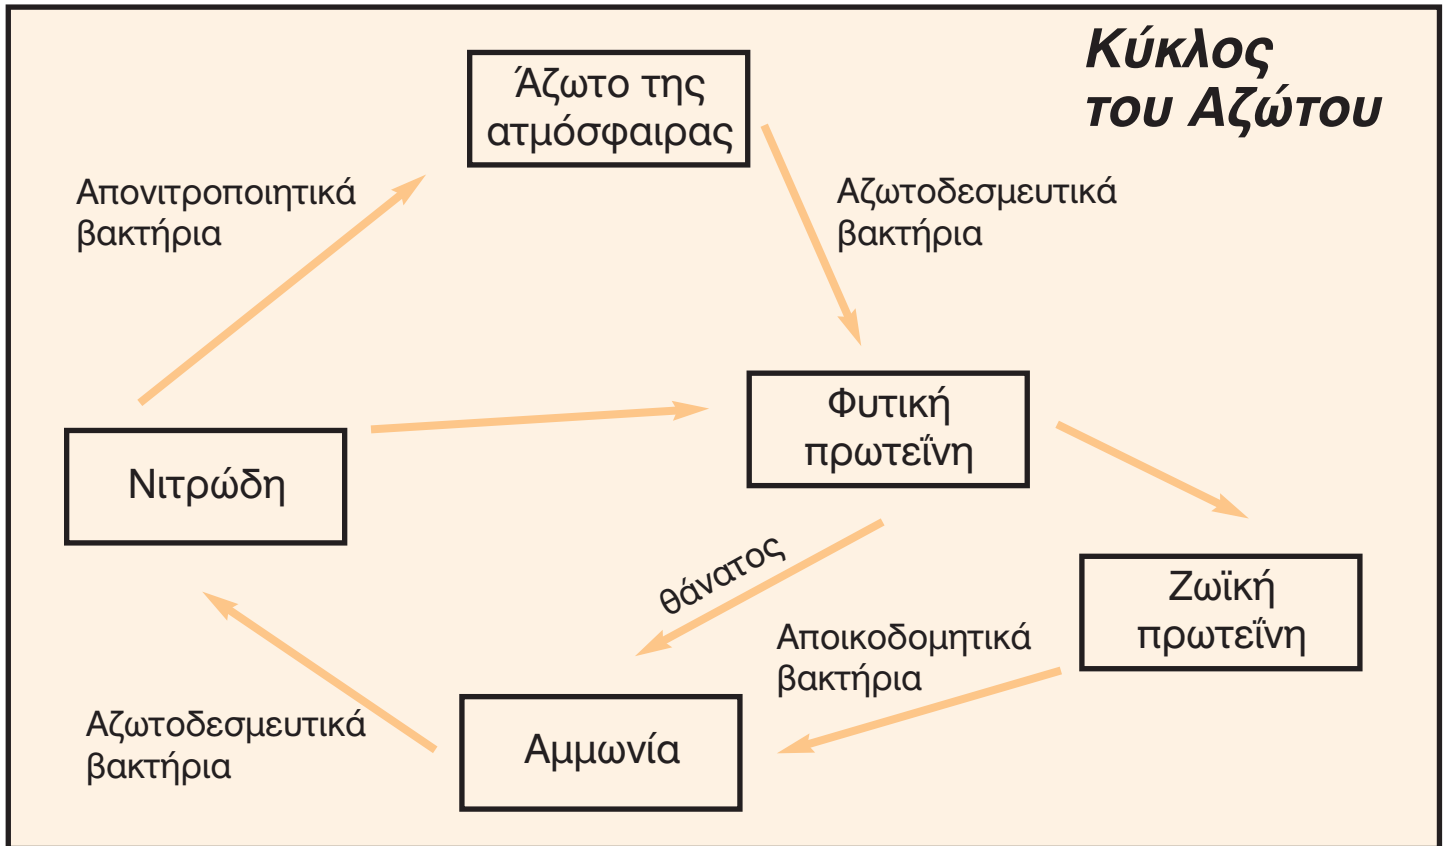 Κύκλος
του Αζώτου
Άζωτο της
ατμόσφαιρας
Απονιτροποιητικά
βακτήρια
Αζωτοδεσμευτικά
βακτήρια
Φυτική
πρωτεΐνη
Νιτρώδη
θάνατος
Ζωϊκή
πρωτεΐνη
Αποικοδομητικά
βακτήρια
Αμμωνία
Αζωτοδεσμευτικά
βακτήρια